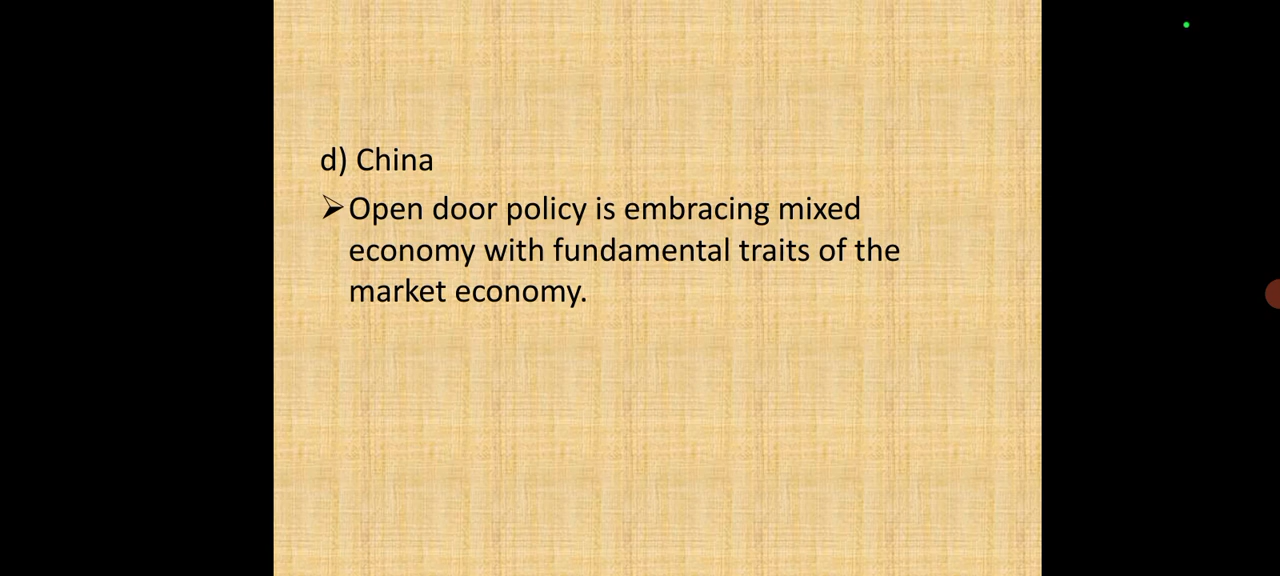 d) China
➢Open door policy is embracing mixed
economy with fundamental traits of the
market economy.